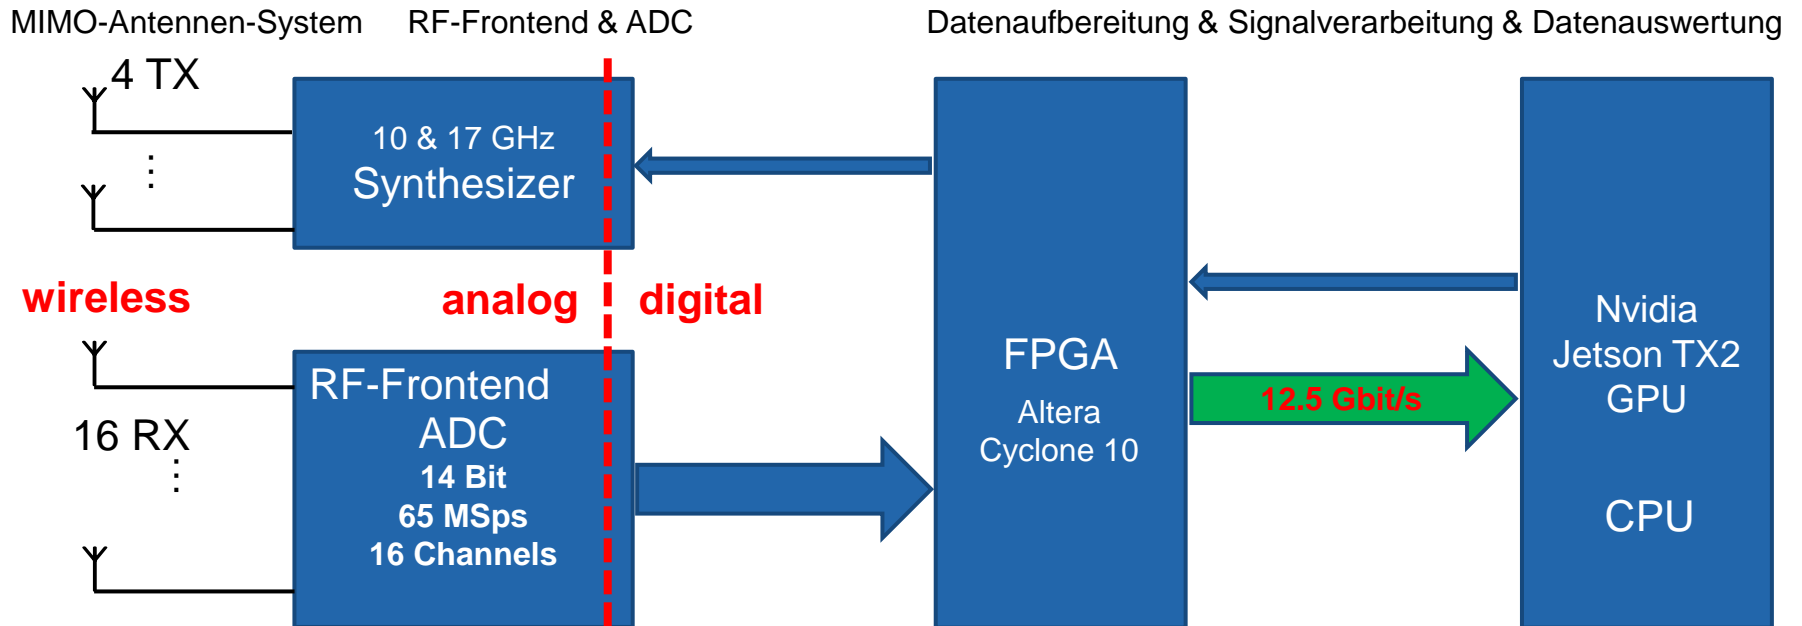 MIMO-Antennen-System
RF-Frontend & ADC
Datenaufbereitung & Signalverarbeitung & Datenauswertung
4 TX
10 & 17 GHz
Synthesizer
wireless
analog
digital
16 RX
RF-Frontend
ADC
14 Bit
65 MSps
16 Channels
FPGA
Altera
Cyclone 10
12.5 Gbit/s
Nvidia
Jetson TX2
GPU
CPU